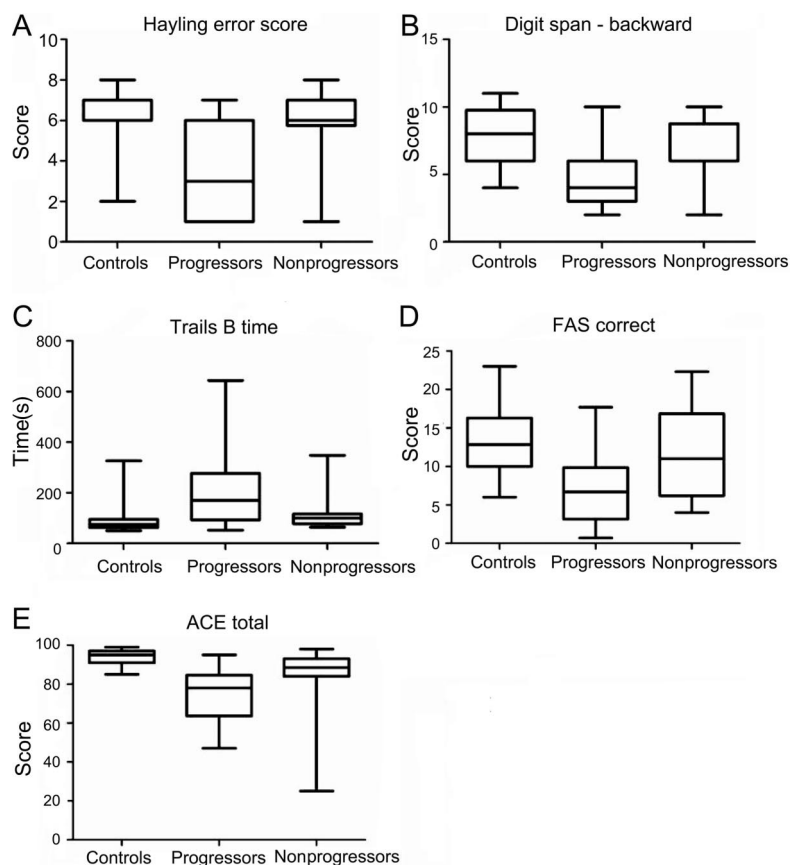 A
Hayling error score
10
8
6
4
2
0
Score
Controls Progressors Nonprogressors
B
Digit span - backward
15
10
5
0
Score
Controls Progressors Nonprogressors
C
Trails B time
800
600
400
200
0
Time(s)
Controls Progressors Nonprogressors
D
FAS correct
25
20
15
10
5
0
Score
Controls Progressors Nonprogressors
E
ACE total
100
80
60
40
20
0
Score
Controls Progressors Nonprogressors